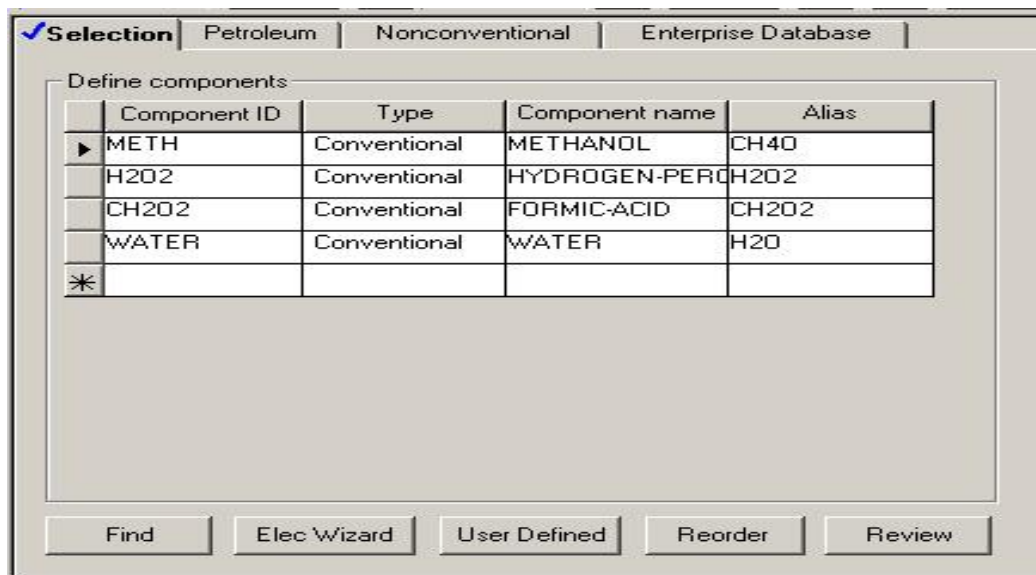 Selection Petroleum Nonconventional Enterprise Database
Define components
Component ID Type Component name Alias
METH Conventional METHANOL CH4O
H2O2 Conventional HYDROGEN-PERO H2O2
CH2O2 Conventional FORMIC-ACID CH2O2
WATER Conventional WATER H2O
Find Elec Wizard User Defined Reorder Review